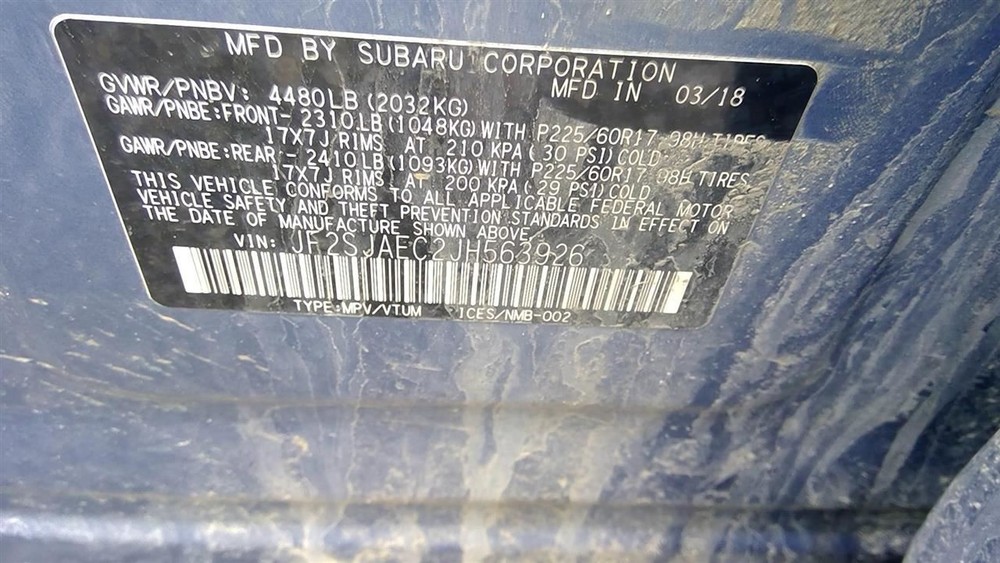 MFD BY SUBARU CORPORATION
MFD IN 03/18
GVWR/PNBV: 4480LB (2032KG)
GAWR/PNBE:FRONT- 2310LB (1048KG) WITH P225/60R17 98H TIRES
17X7J RIMS AT 210 KPA (30 PSI) COLD
GAWR/PNBE:REAR - 2410LB (1093KG) WITH P225/60R17 98H TIRES
17X7J RIMS AT 200 KPA (29 PSI) COLD
THIS VEHICLE CONFORMS TO ALL APPLICABLE FEDERAL MOTOR
VEHICLE SAFETY AND THEFT PREVENTION STANDARDS IN EFFECT ON
THE DATE OF MANUFACTURE SHOWN ABOVE.
VIN: JF2SJAEC2JH563926
TYPE:MPV/VTUM ICES/NMB-002